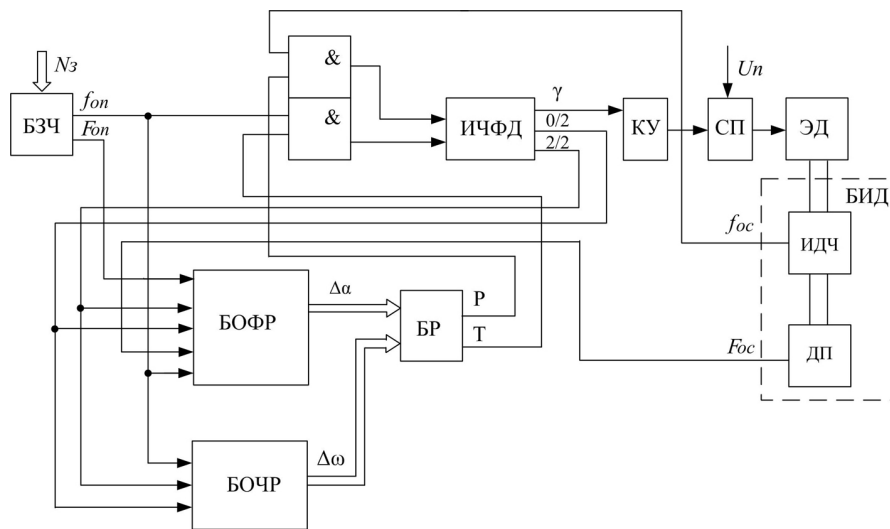 Nз
fоп
Fоп
БЗЧ
&
&
ИЧФД
γ
0/2
2/2
КУ
Uп
СП
ЭД
БИД
fос
ИДЧ
Fос
ДП
БОФР
Δα
БР
Р
Т
БОЧР
Δω